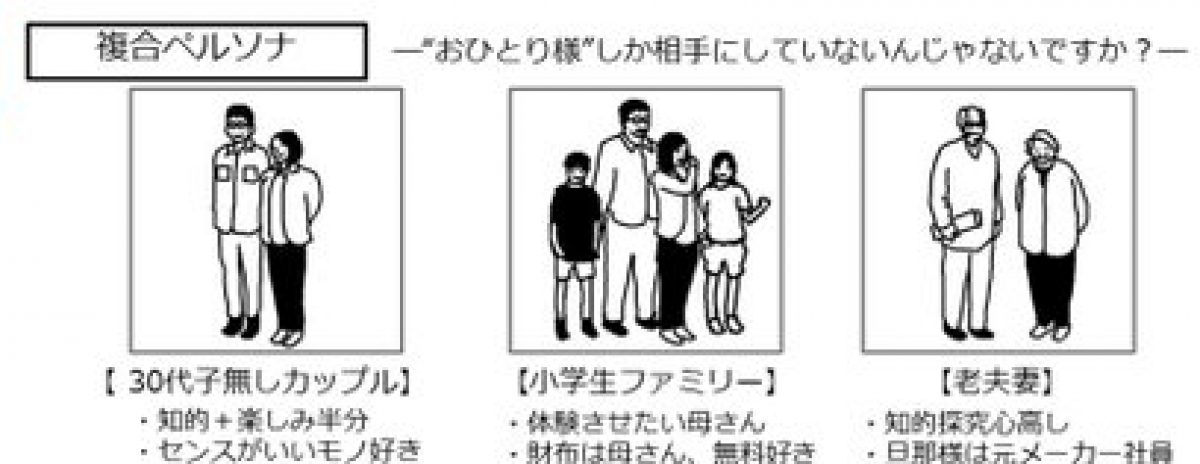 複合ペルソナ
―“おひとり様”しか相手にしていないんじゃないですか？―
【 30代子無しカップル】
・知的＋楽しみ半分
・センスがいいモノ好き
【小学生ファミリー】
・体験させたい母さん
・財布は母さん、無料好き
【老夫妻】
・知的探究心高し
・旦那様は元メーカー社員